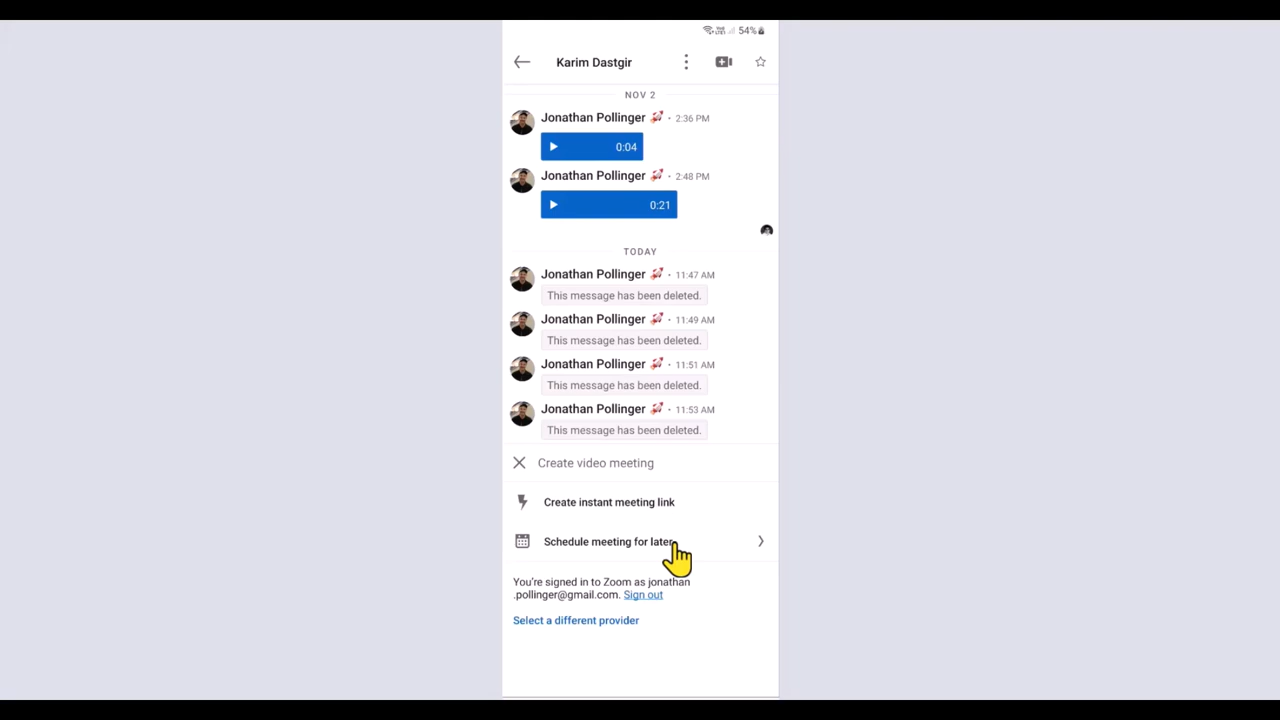 54%
Karim Dastgir
NOV 2
Jonathan Pollinger 🚀 • 2:36 PM
0:04
Jonathan Pollinger 🚀 • 2:48 PM
0:21
TODAY
Jonathan Pollinger 🚀 • 11:47 AM
This message has been deleted.
Jonathan Pollinger 🚀 • 11:49 AM
This message has been deleted.
Jonathan Pollinger 🚀 • 11:51 AM
This message has been deleted.
Jonathan Pollinger 🚀 • 11:53 AM
This message has been deleted.
Create video meeting
Create instant meeting link
Schedule meeting for later
You're signed in to Zoom as jonathan
.pollinger@gmail.com. Sign out
Select a different provider